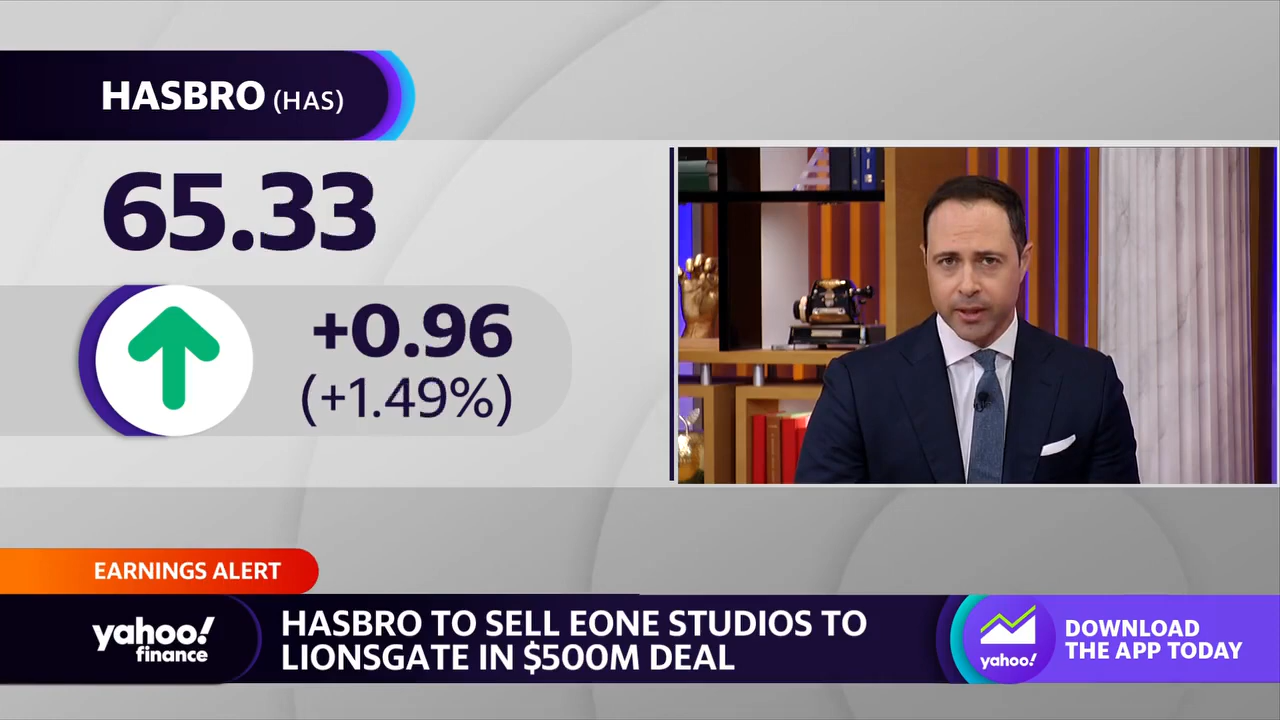 HASBRO (HAS)
65.33
+0.96
(+1.49%)
EARNINGS ALERT
yahoo!
finance
HASBRO TO SELL EONE STUDIOS TO
LIONSGATE IN $500M DEAL
yahoo!
DOWNLOAD
THE APP TODAY